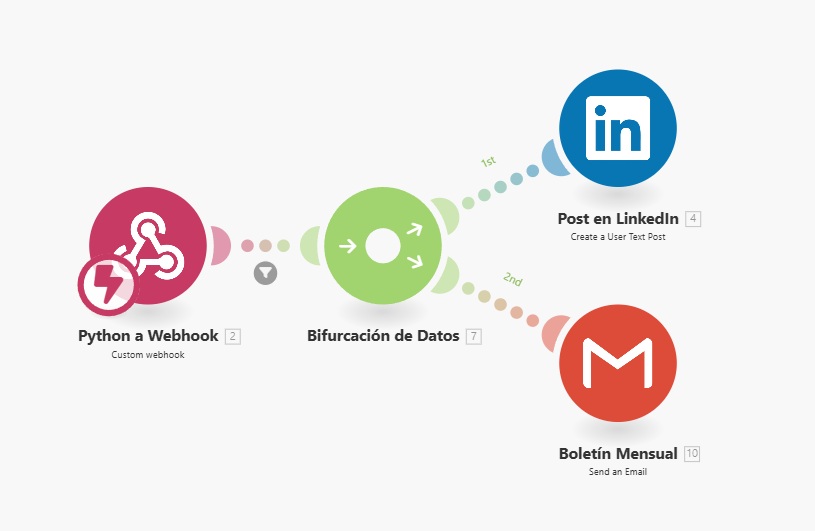 in
1st
Post en LinkedIn 4
Create a User Text Post
2nd
Python a Webhook 2
Custom webhook
Bifurcación de Datos 7
Boletín Mensual 10
Send an Email